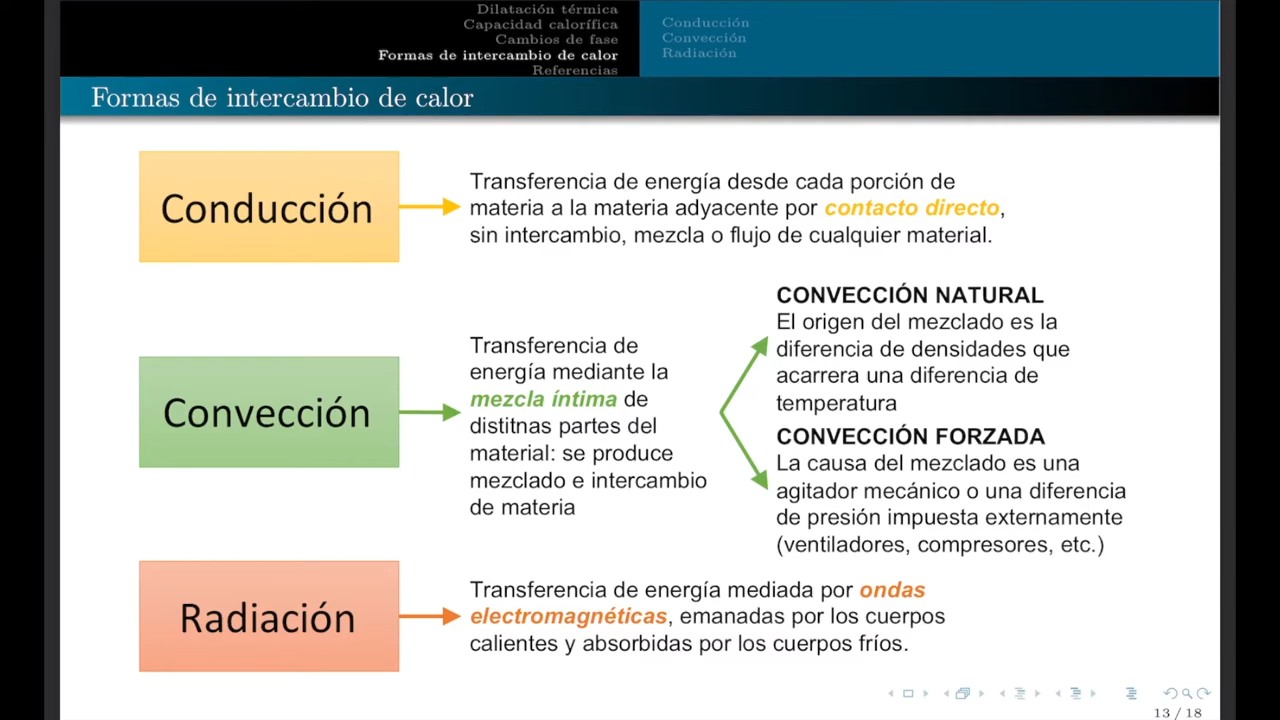 Dilatación térmica
Capacidad calorífica
Cambios de fase
Formas de intercambio de calor
Referencias
Conducción
Convección
Radiación
Formas de intercambio de calor
Conducción
Transferencia de energía desde cada porción de
materia a la materia adyacente por contacto directo,
sin intercambio, mezcla o flujo de cualquier material.
Convección
Transferencia de
energía mediante la
mezcla íntima de
distitnas partes del
material: se produce
mezclado e intercambio
de materia
CONVECCIÓN NATURAL
El origen del mezclado es la
diferencia de densidades que
acarrera una diferencia de
temperatura
CONVECCIÓN FORZADA
La causa del mezclado es una
agitador mecánico o una diferencia
de presión impuesta externamente
(ventiladores, compresores, etc.)
Radiación
Transferencia de energía mediada por ondas
electromagnéticas, emanadas por los cuerpos
calientes y absorbidas por los cuerpos fríos.
13 / 18